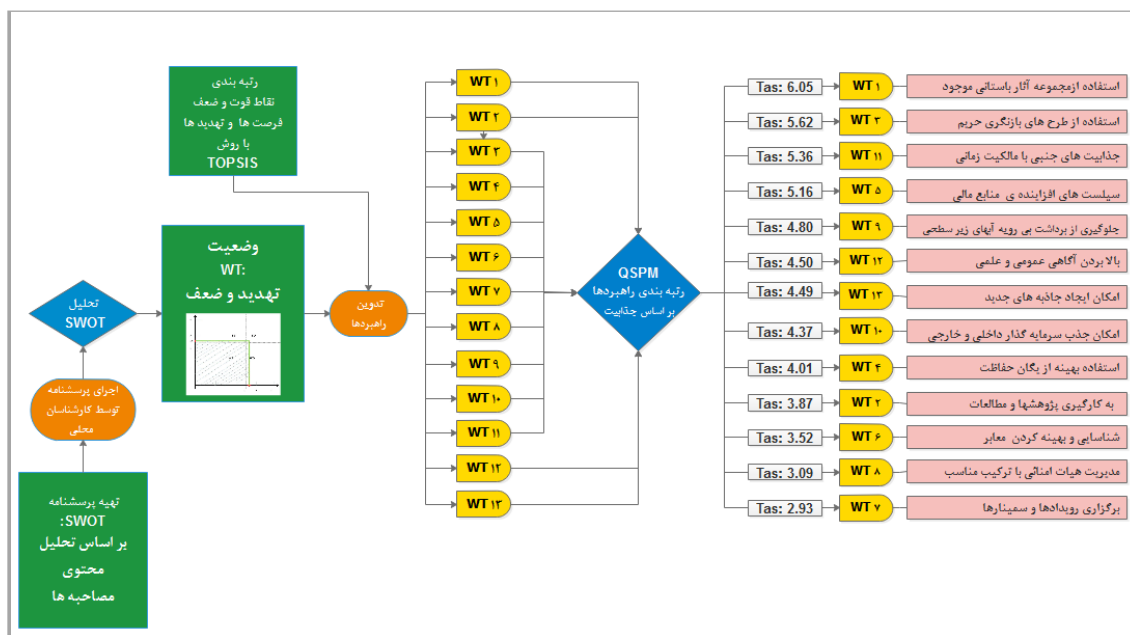 رتبه بندی
نقاط قوت و ضعف
فرصت ها و تهدید ها
با روش
TOPSIS
وضعیت
WT:
تهدید و ضعف
تحلیل
SWOT
اجرای پرسشنامه
توسط کارشناسان
محلی
تهیه پرسشنامه
SWOT:
بر اساس تحلیل
محتوی
مصاحبه ها
تدوین
راهبردها
WT ۱
WT ۲
WT ۳
WT ۴
WT ۵
WT ۶
WT ۷
WT ۸
WT ۹
WT ۱۰
WT ۱۱
WT ۱۲
WT ۱۳
QSPM
رتبه بندی راهبردها
بر اساس جذابیت
Tas: 6.05 WT ۱ استفاده ازمجموعه آثار باستانی موجود
Tas: 5.62 WT ۳ استفاده از طرح های بازنگری حریم
Tas: 5.36 WT ۱۱ جذابیت های جنبی با مالکیت زمانی
Tas: 5.16 WT ۵ سیلست های افزاینده ی منابع مالی
Tas: 4.80 WT ۹ جلوگیری از برداشت بی رویه آبهای زیر سطحی
Tas: 4.50 WT ۱۲ بالا بردن آگاهی عمومی و علمی
Tas: 4.49 WT ۱۳ امکان ایجاد جاذبه های جدید
Tas: 4.37 WT ۱۰ امکان جذب سرمایه گذار داخلی و خارجی
Tas: 4.01 WT ۴ استفاده بهینه از یگان حفاظت
Tas: 3.87 WT ۲ به کارگیری پژوهشها و مطالعات
Tas: 3.52 WT ۶ شناسایی و بهینه کردن معابر
Tas: 3.09 WT ۸ مدیریت هیات امنائی با ترکیب مناسب
Tas: 2.93 WT ۷ برگزاری رویدادها و سمینارها